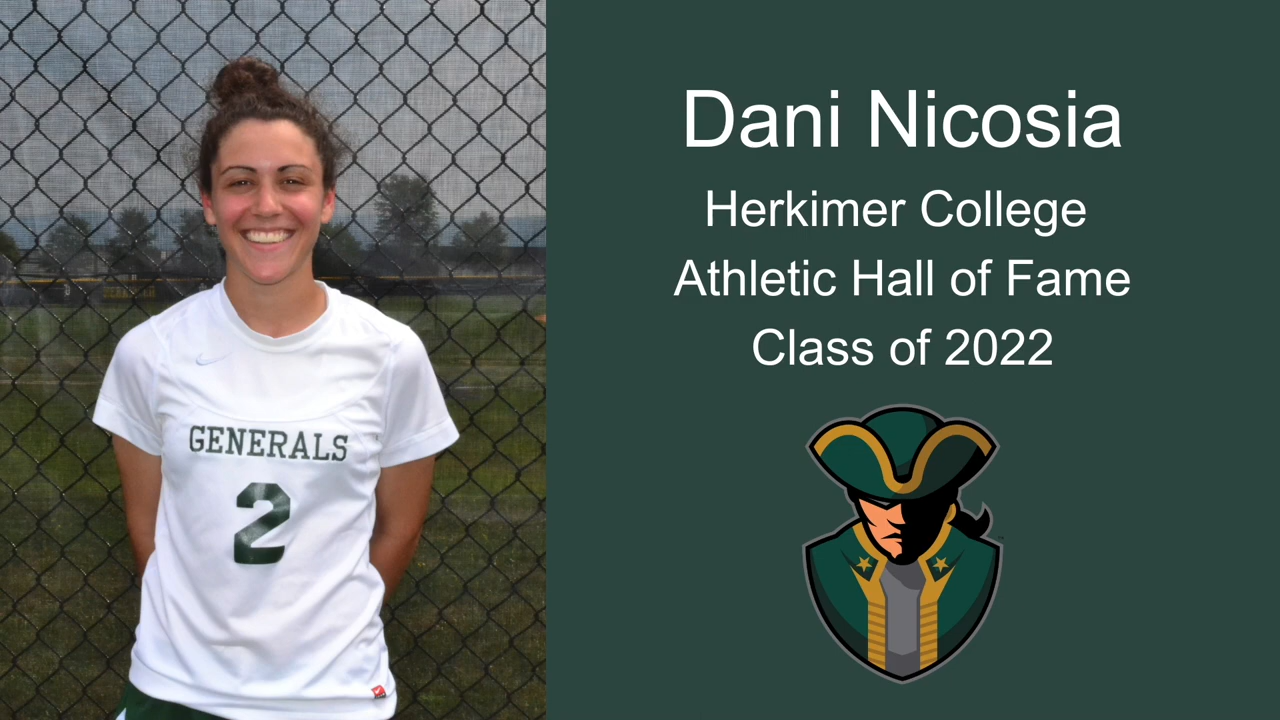 Dani Nicosia
Herkimer College
Athletic Hall of Fame
Class of 2022
GENERALS
2